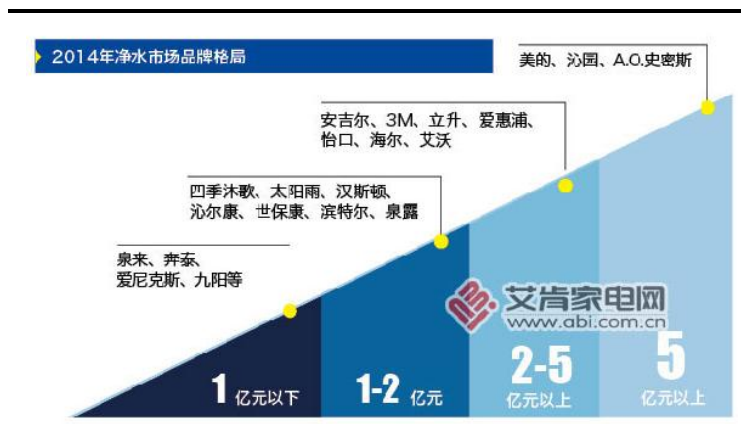 2014年净水市场品牌格局
美的、沁园、A.O.史密斯
安吉尔、3M、立升、爱惠浦、
怡口、海尔、艾沃
四季沐歌、太阳雨、汉斯顿、
沁尔康、世保康、滨特尔、泉露
泉来、奔泰、
爱尼克斯、九阳等
艾肯家电网
www.abi.com.cn
1 亿元以下
1-2 亿元
2-5
亿元以上
5
亿元以上